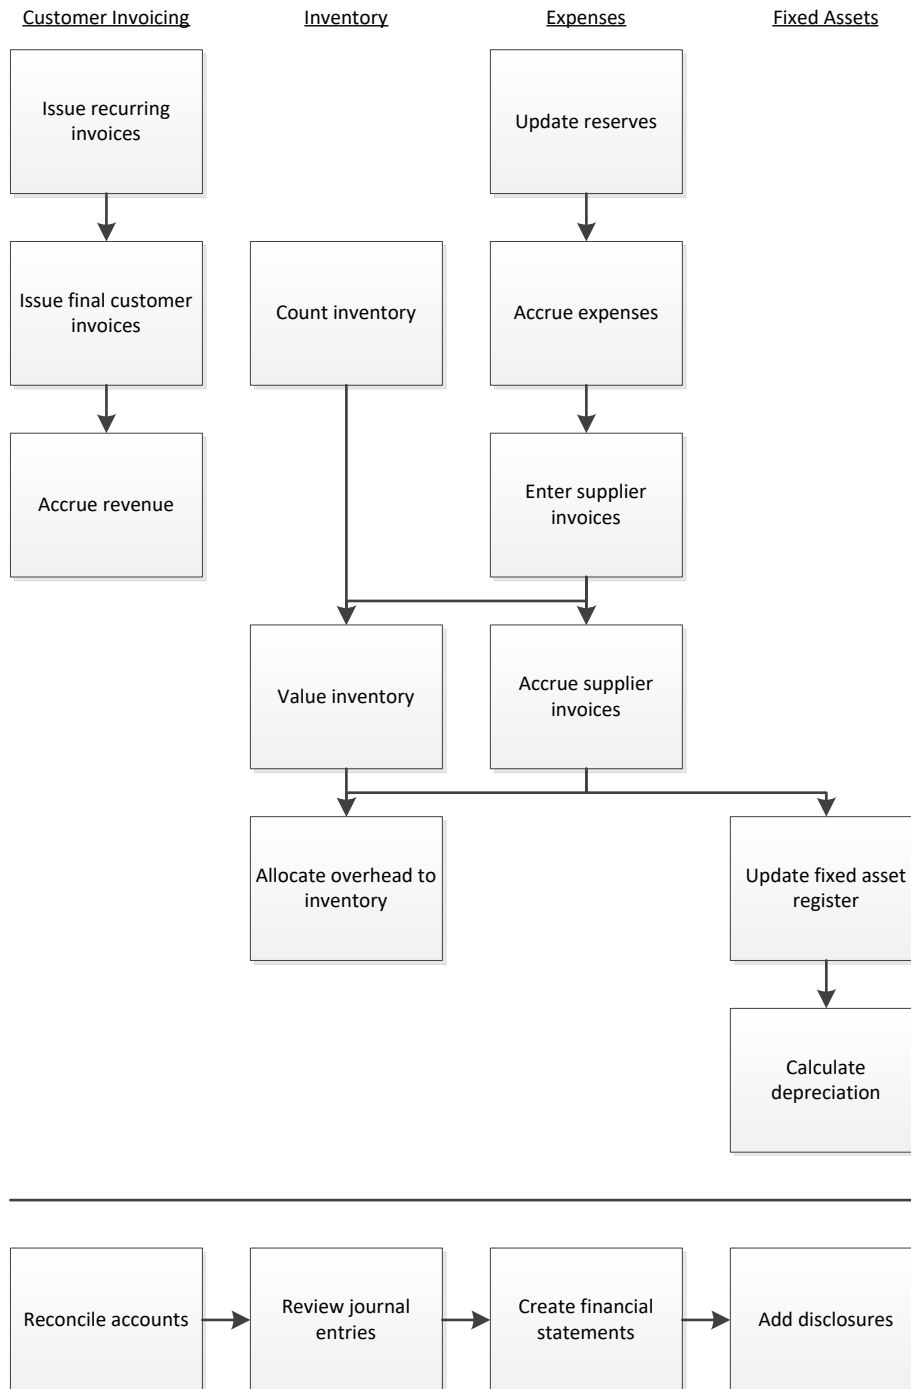 Customer Invoicing
Inventory
Expenses
Fixed Assets
Issue recurring
invoices
Update reserves
Issue final customer
invoices
Count inventory
Accrue expenses
Accrue revenue
Enter supplier
invoices
Value inventory
Accrue supplier
invoices
Allocate overhead to
inventory
Update fixed asset
register
Calculate
depreciation
Reconcile accounts
Review journal
entries
Create financial
statements
Add disclosures